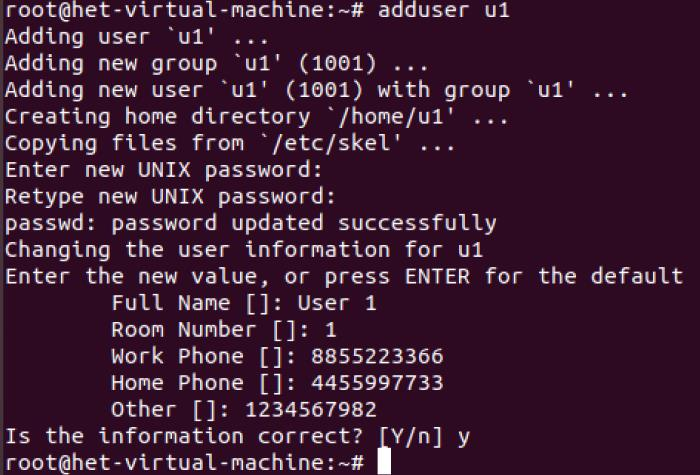 root@het-virtual-machine:~# adduser u1
Adding user `u1' ...
Adding new group `u1' (1001) ...
Adding new user `u1' (1001) with group `u1' ...
Creating home directory `/home/u1' ...
Copying files from `/etc/skel' ...
Enter new UNIX password:
Retype new UNIX password:
passwd: password updated successfully
Changing the user information for u1
Enter the new value, or press ENTER for the default
Full Name []: User 1
Room Number []: 1
Work Phone []: 8855223366
Home Phone []: 4455997733
Other []: 1234567982
Is the information correct? [Y/n] y
root@het-virtual-machine:~#